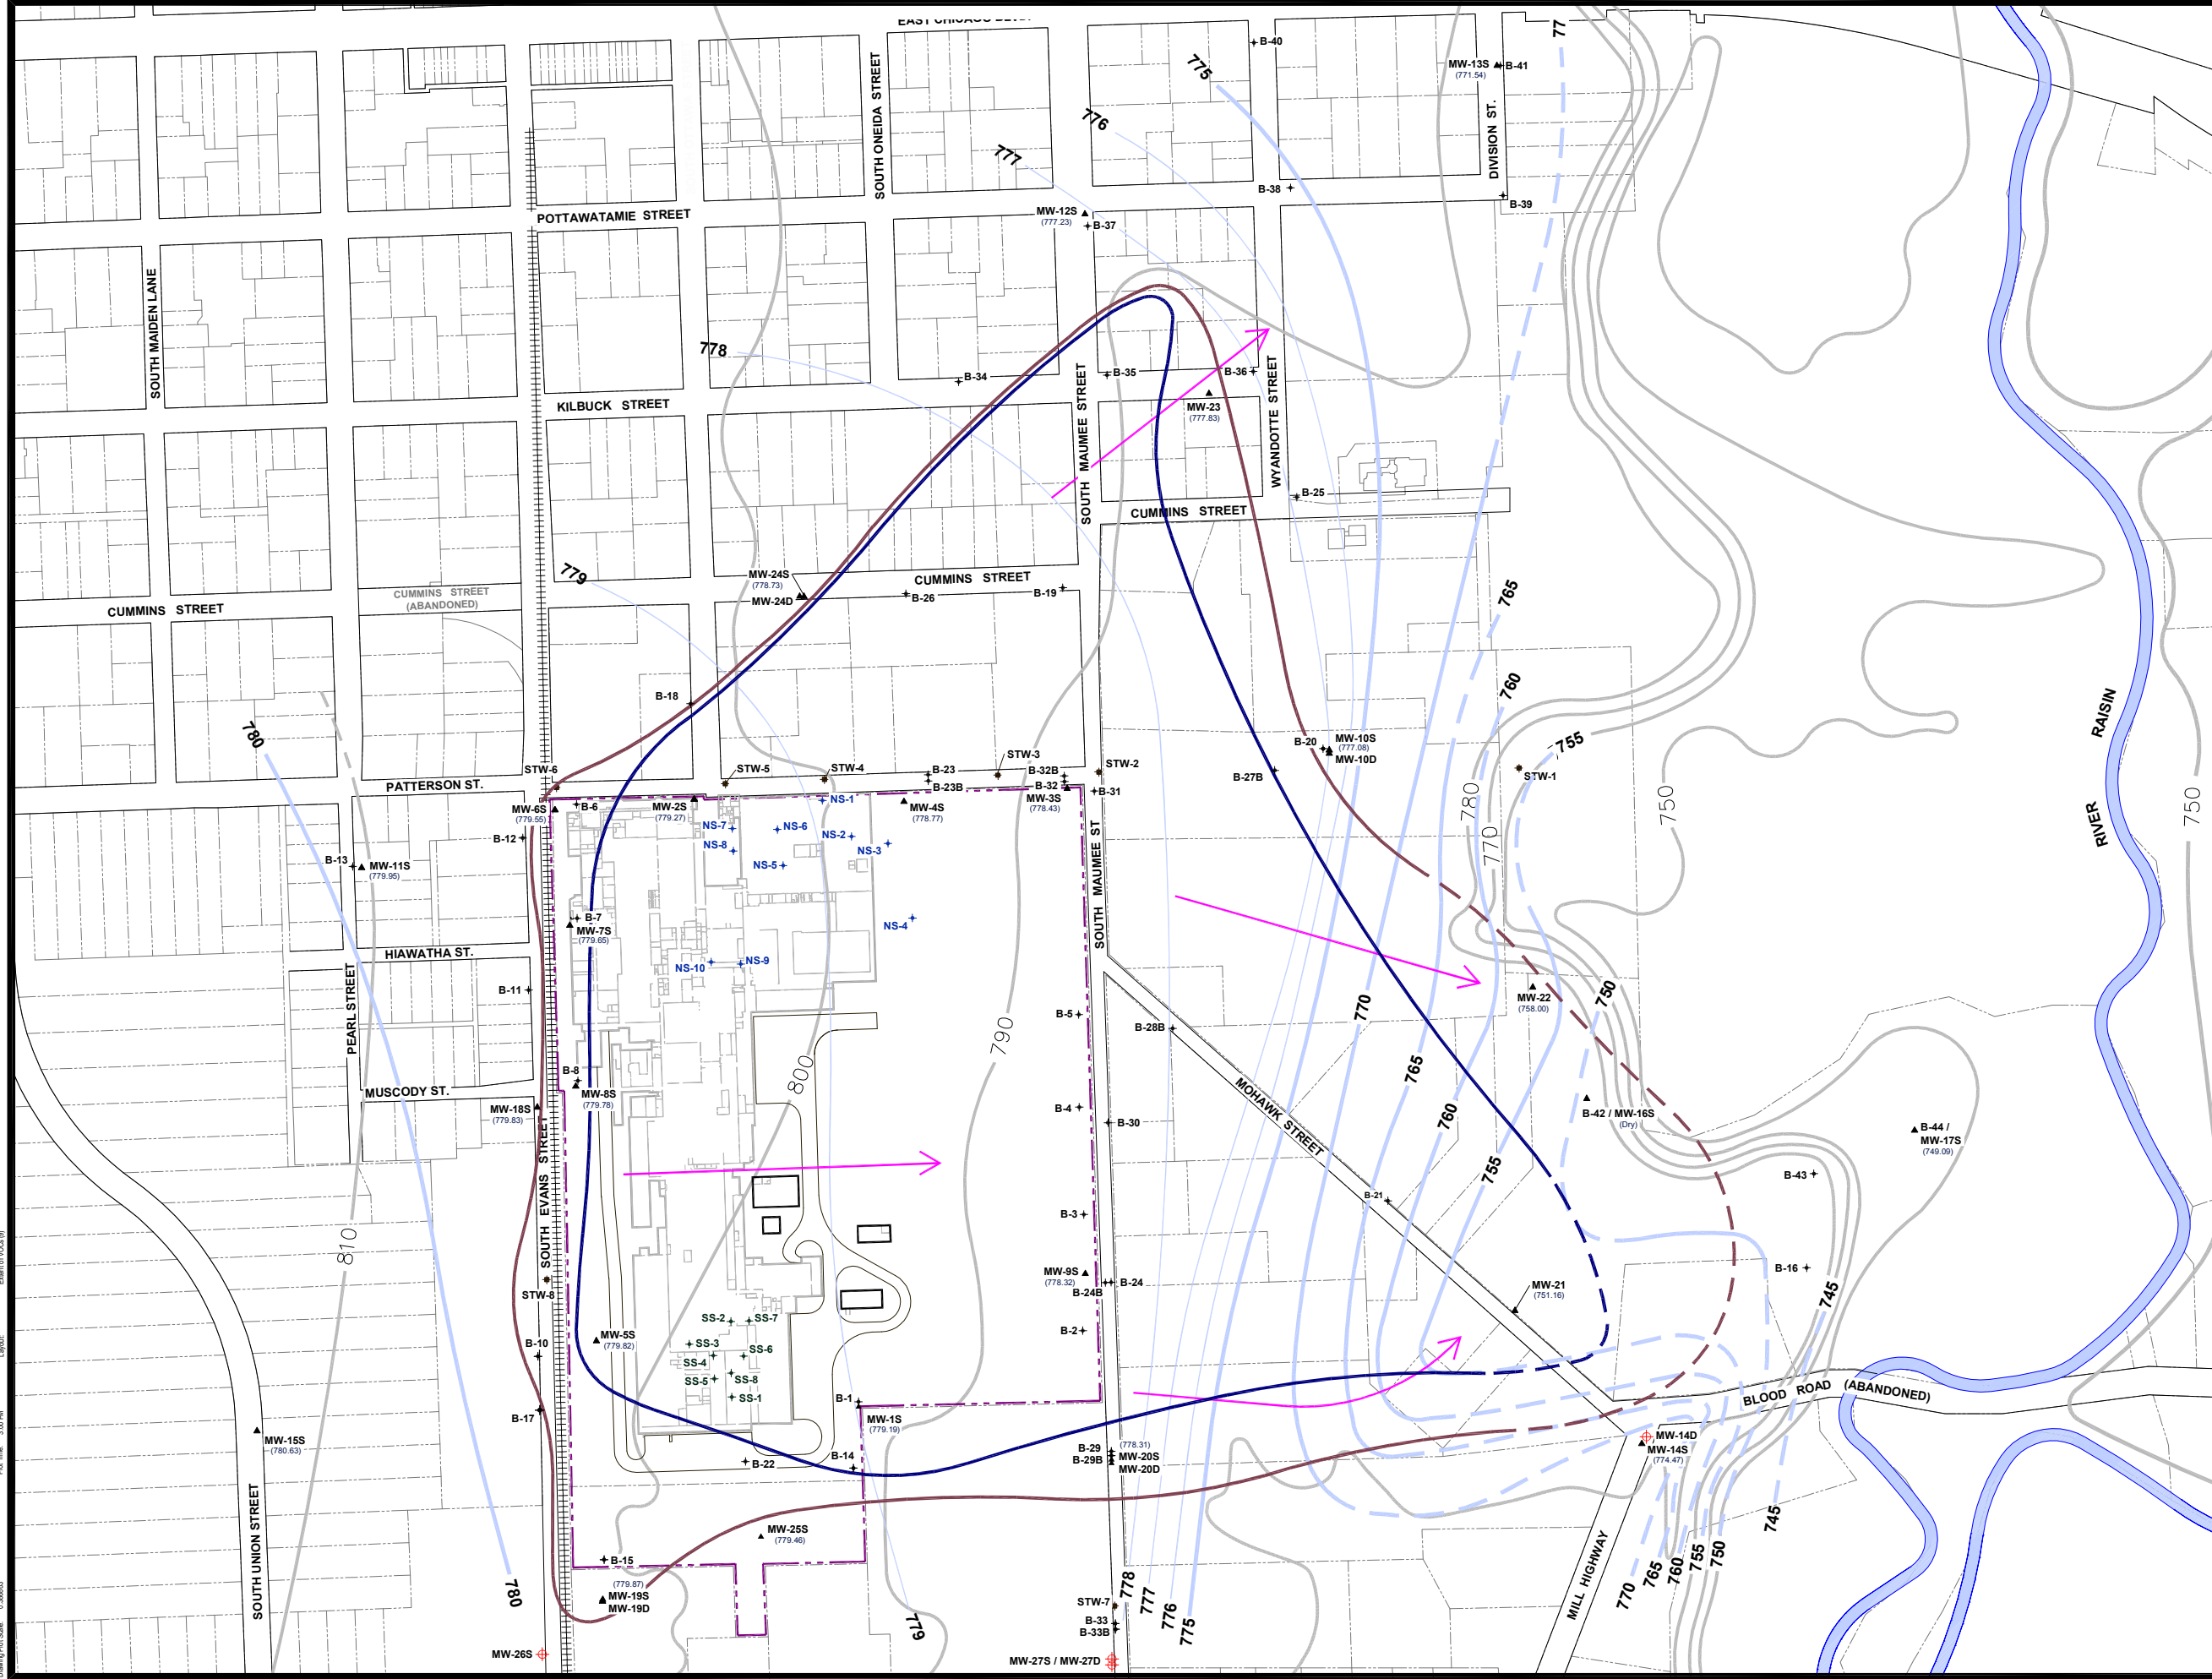 775
776
777
77
B-40
MW-13S
(771.54)
B-41
SOUTH ONEIDA STREET
DIVISION ST.
B-38
B-39
POTTAWATAMIE STREET
MW-12S
(777.23)
B-37
SOUTH MAIDEN LANE
778
B-34
B-35
B-36
SOUTH MAUMEE STREET
WYANDOTTE STREET
MW-23
(777.83)
KILBUCK STREET
B-25
CUMMINS STREET
779
MW-24S
(778.73)
MW-24D
CUMMINS STREET
B-26
B-19
CUMMINS STREET
(ABANDONED)
CUMMINS STREET
765
760
755
B-18
780
RIVER RAISIN
STW-6
STW-5
STW-4
STW-3
B-23
B-23B
B-32B
B-32
STW-2
B-31
B-27B
B-20
MW-10S
(777.08)
MW-10D
STW-1
PATTERSON ST.
MW-6S
(779.55)
B-6
MW-2S
(779.27)
NS-1
MW-4S
(778.77)
MW-3S
(778.43)
780
770
750
750
NS-7
NS-6
NS-2
NS-8
NS-3
NS-5
B-12
B-13
MW-11S
(779.95)
SOUTH MAUMEE ST
B-7
MW-7S
(779.65)
NS-4
HIAWATHA ST.
NS-10
NS-9
B-11
PEARL STREET
MW-22
(758.00)
750
770
B-5
B-28B
790
765
800
B-8
MW-8S
(779.78)
MUSCODY ST.
MW-18S
(779.83)
B-4
B-30
MOHAWK STREET
760
B-42 / MW-16S
(Dry)
B-44 /
MW-17S
(749.09)
B-43
755
SOUTH EVANS STREET
B-21
B-3
810
MW-9S
(778.32)
B-24
B-24B
B-16
745
STW-8
MW-21
(751.16)
SS-2
SS-7
B-2
MW-5S
(779.82)
SS-3
SS-6
SS-4
SS-5
SS-8
SS-1
B-10
B-17
B-1
MW-1S
(779.19)
BLOOD ROAD (ABANDONED)
MW-15S
(780.63)
B-22
B-14
B-29
B-29B
(778.31)
MW-20S
MW-20D
MW-14D
MW-14S
(774.47)
SOUTH UNION STREET
MW-25S
(779.46)
B-15
745
MILL HIGHWAY
770
765
760
755
750
780
(779.87)
MW-19S
MW-19D
779
STW-7
B-33
B-33B
778
777
776
775
MW-26S
MW-27S / MW-27D